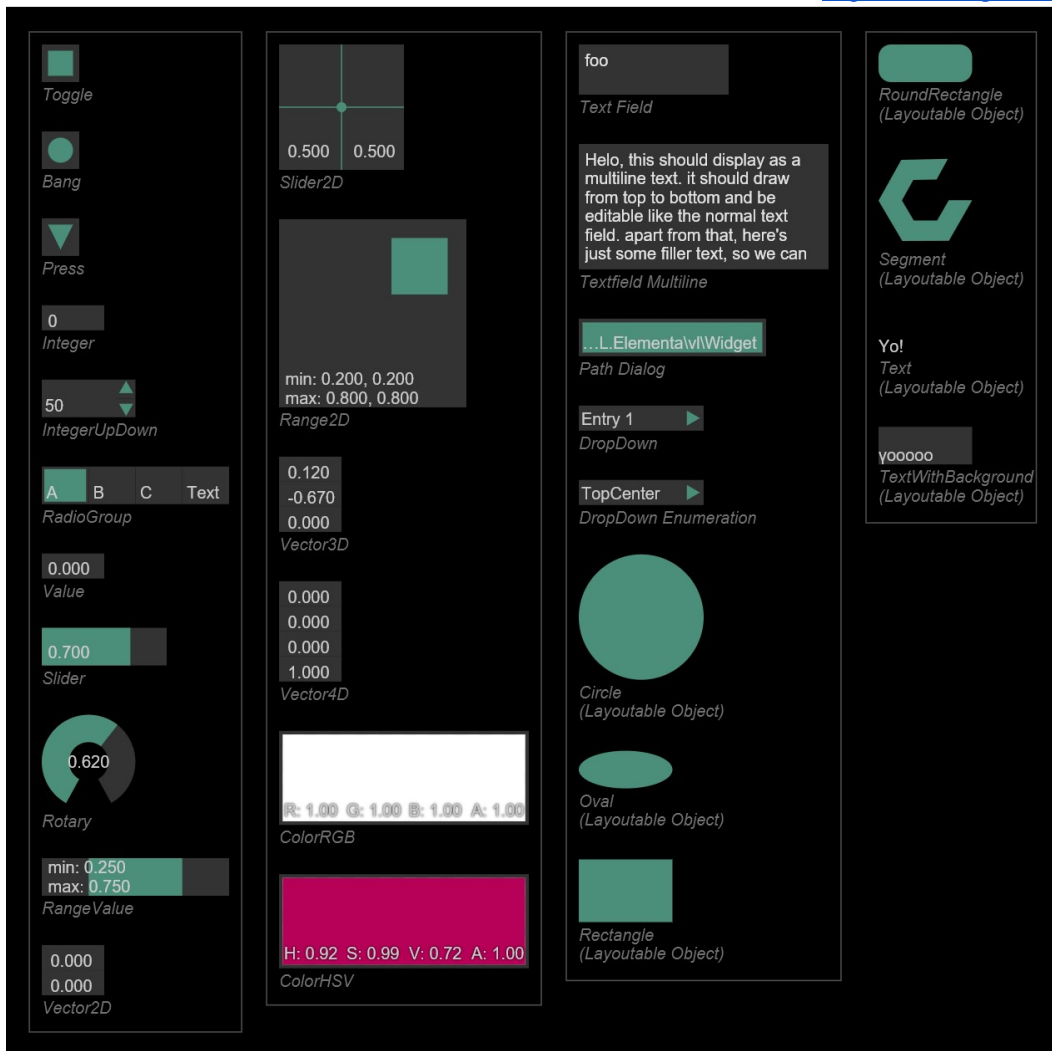 Toggle
Bang
Press
0
Integer
50
IntegerUpDown
A B C Text
RadioGroup
0.000
Value
0.700
Slider
0.620
Rotary
min: 0.250
max: 0.750
RangeValue
0.000
0.000
Vector2D
0.500 0.500
Slider2D
min: 0.200, 0.200
max: 0.800, 0.800
Range2D
0.120
-0.670
0.000
Vector3D
0.000
0.000
0.000
1.000
Vector4D
R: 1.00 G: 1.00 B: 1.00 A: 1.00
ColorRGB
H: 0.92 S: 0.99 V: 0.72 A: 1.00
ColorHSV
foo
Text Field
Helo, this should display as a
multiline text. it should draw
from top to bottom and be
editable like the normal text
field. apart from that, here's
just some filler text, so we can
Textfield Multiline
...L.Elementa\vl\Widget
Path Dialog
Entry 1
DropDown
TopCenter
DropDown Enumeration
Circle
(Layoutable Object)
Oval
(Layoutable Object)
Rectangle
(Layoutable Object)
RoundRectangle
(Layoutable Object)
Segment
(Layoutable Object)
Yo!
Text
(Layoutable Object)
yooooo
TextWithBackground
(Layoutable Object)